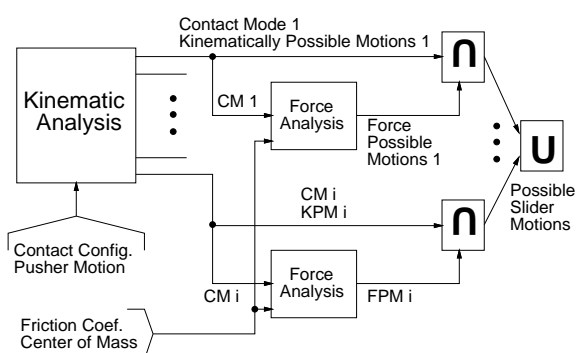 Contact Mode 1
Kinematically Possible Motions 1
Kinematic
Analysis
CM 1
Force
Analysis
Force
Possible
Motions 1
∩
U
Possible
Slider
Motions
CM i
KPM i
∩
Contact Config.
Pusher Motion
CM i
Force
Analysis
FPM i
Friction Coef.
Center of Mass